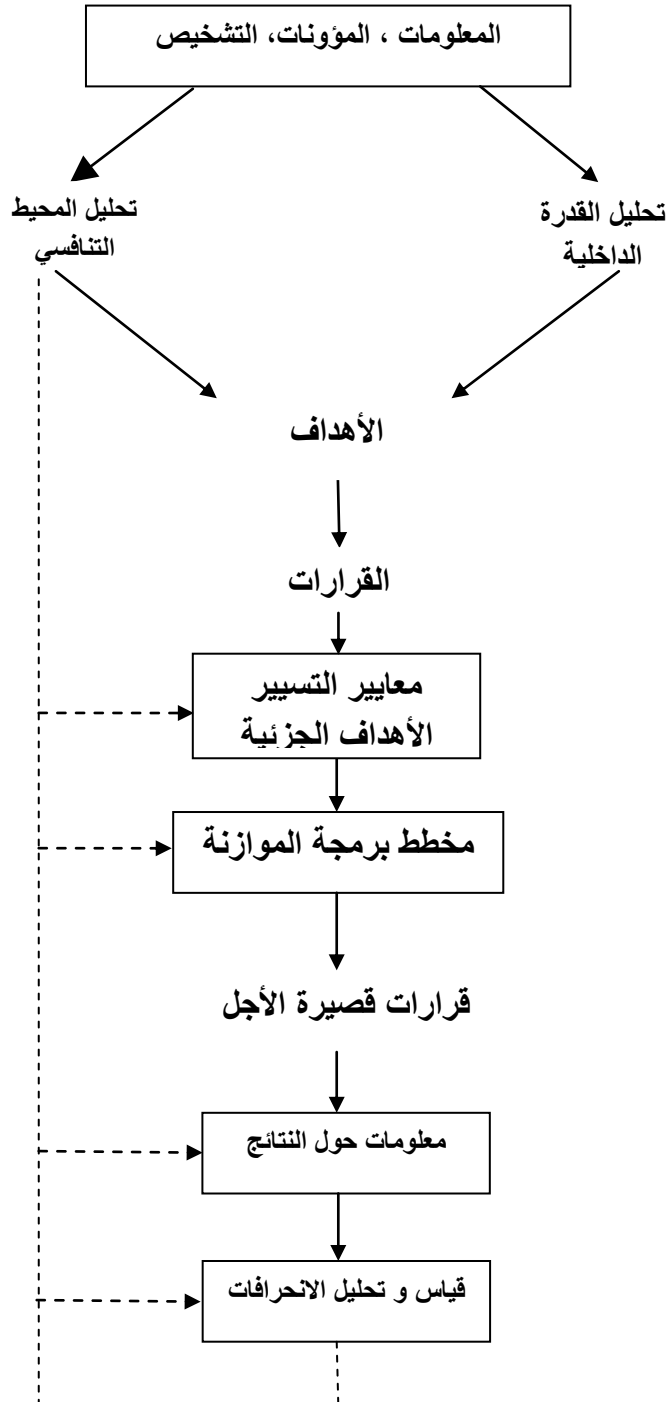 المعلومات ، المؤونات، التشخيص
تحليل القدرة
الداخلية
تحليل المحيط
التنافسي
الأهداف
القرارات
معايير التسيير
الأهداف الجزئية
مخطط برمجة الموازنة
قرارات قصيرة الأجل
معلومات حول النتائج
قياس و تحليل الانحرافات